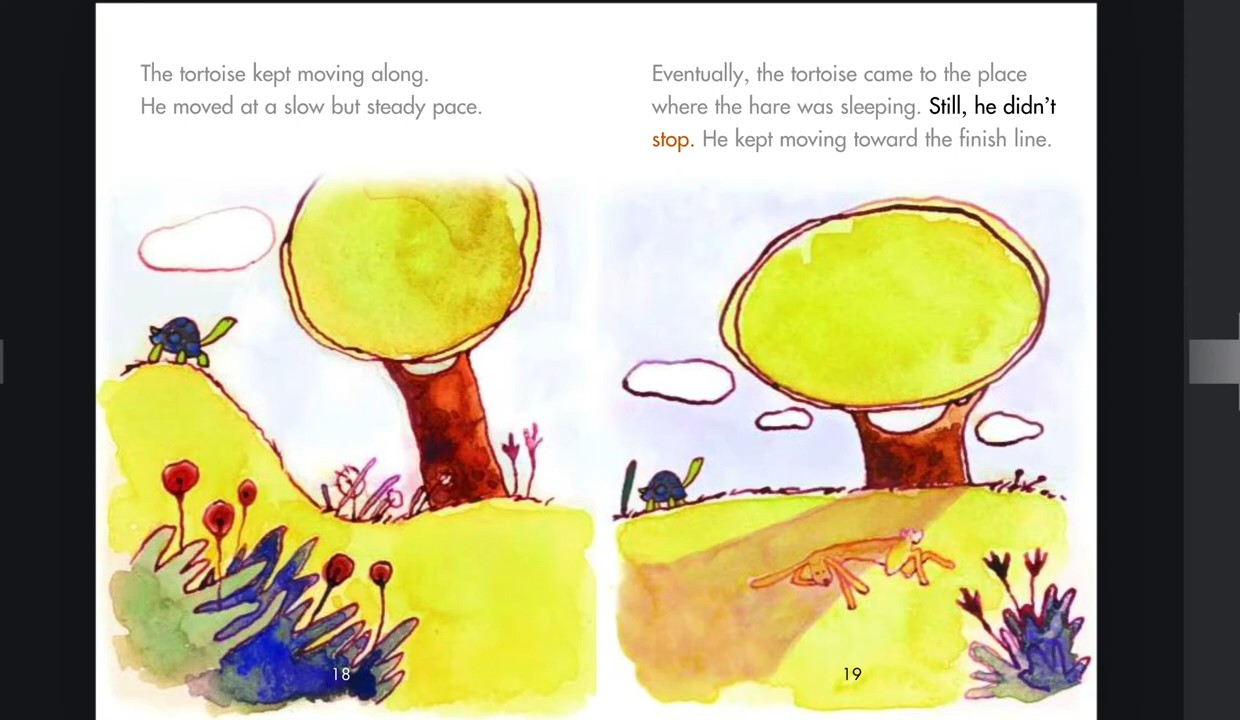 The tortoise kept moving along.
He moved at a slow but steady pace.
18
Eventually, the tortoise came to the place
where the hare was sleeping. Still, he didn't
stop. He kept moving toward the finish line.
19